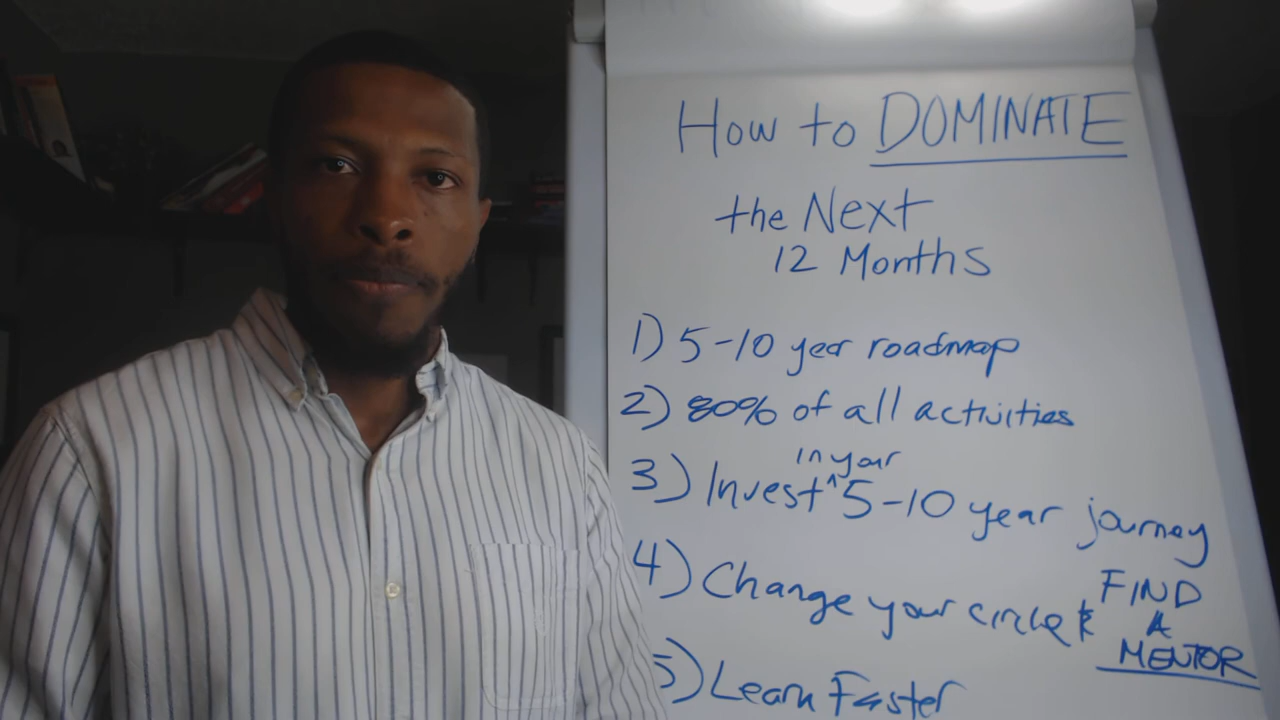 How to DOMINATE
the Next
12 Months
1) 5-10 year roadmap
2) 80% of all activities
in your
3) Invest ^ 5-10 year journey
4) Change your circle & FIND
A
MENTOR
5) Learn Faster